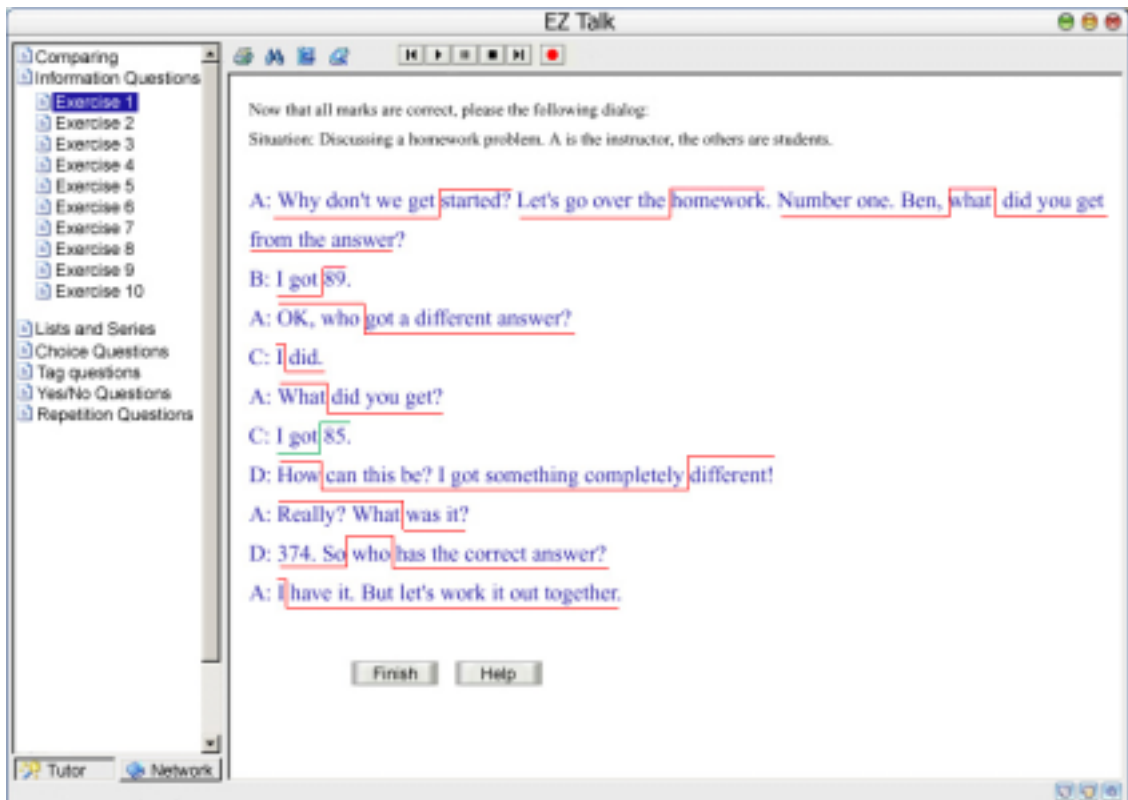 EZ Talk
Comparing
Information Questions
Exercise 1
Exercise 2
Exercise 3
Exercise 4
Exercise 5
Exercise 6
Exercise 7
Exercise 8
Exercise 9
Exercise 10
Lists and Series
Choice Questions
Tag questions
Yes/No Questions
Repetition Questions
Tutor
Network
Now that all marks are correct, please the following dialog:
Situation: Discussing a homework problem. A is the instructor, the others are students.
A: Why don't we get started? Let's go over the homework. Number one. Ben, what did you get
from the answer?
B: I got 89.
A: OK, who got a different answer?
C: I did.
A: What did you get?
C: I got 85.
D: How can this be? I got something completely different!
A: Really? What was it?
D: 374. So who has the correct answer?
A: I have it. But let's work it out together.
Finish
Help